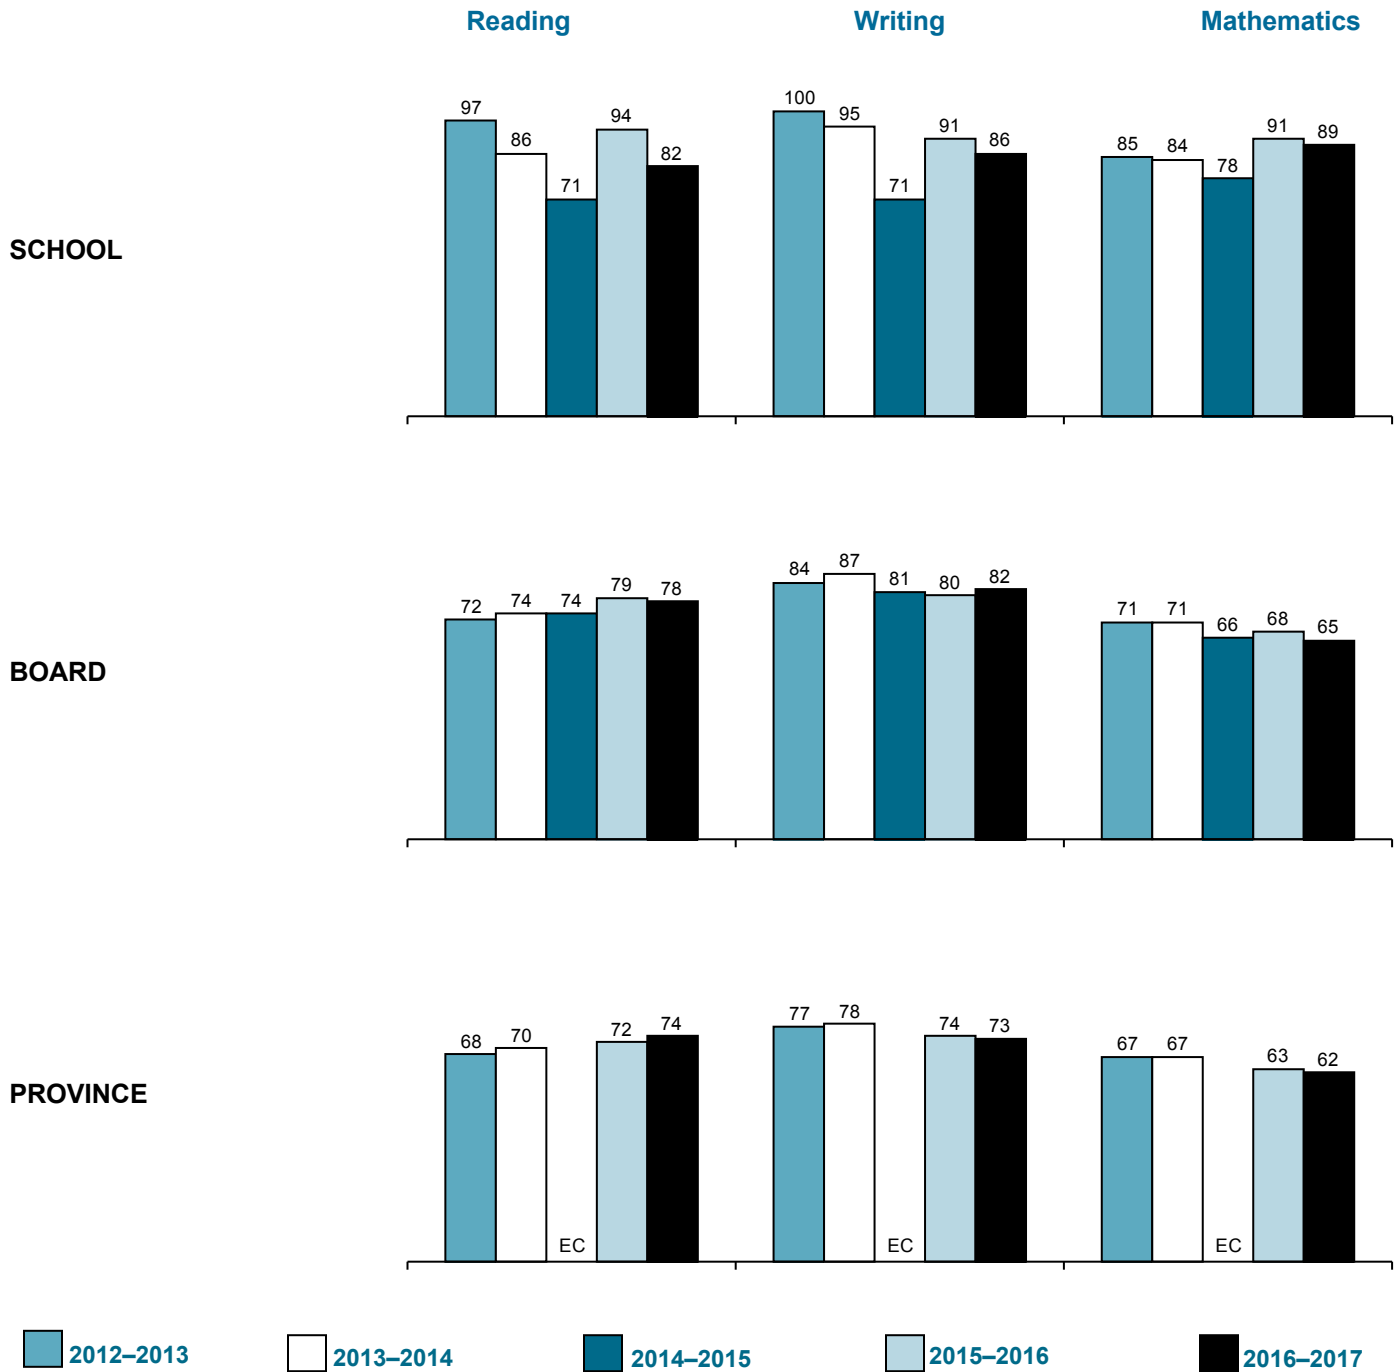 Reading Writing Mathematics
97 86 71 94 82 100 95 71 91 86 85 84 78 91 89
SCHOOL
72 74 74 79 78 84 87 81 80 82 71 71 66 68 65
BOARD
68 70 EC 72 74 77 78 EC 74 73 67 67 EC 63 62
PROVINCE
2012–2013 2013–2014 2014–2015 2015–2016 2016–2017